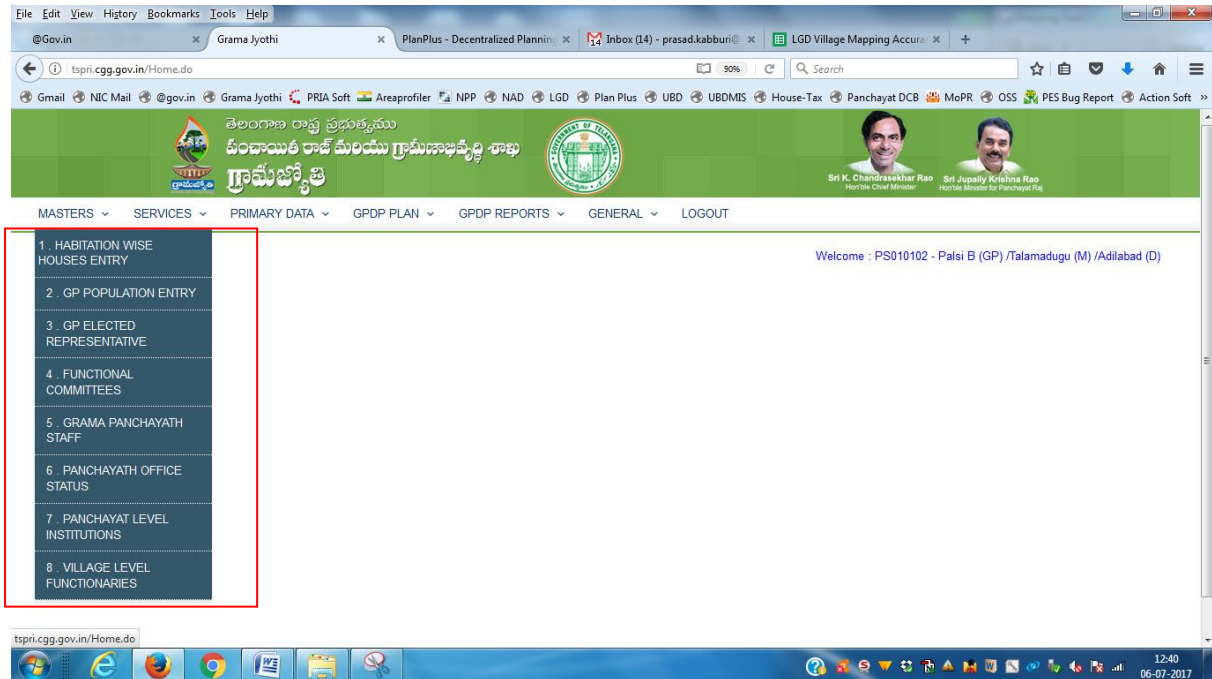 File Edit View History Bookmarks Tools Help
@Gov.in × Grama Jyothi × PlanPlus - Decentralized Planning × Inbox (14) - prasad.kabburi@ × LGD Village Mapping Accura × +
tspri.cgg.gov.in/Home.do 90% Search
Gmail NIC Mail @gov.in Grama Jyothi PRIA Soft Areaprofiler NPP NAD LGD Plan Plus UBD UBDMIS House-Tax Panchayat DCB MoPR OSS PES Bug Report Action Soft »
తెలంగాణ రాష్ట్ర ప్రభుత్వము
పంచాయితీ రాజ్ మరియు గ్రామీణాభివృద్ధి శాఖ
గ్రామజ్యోతి
గ్రామజ్యోతి
Sri K. Chandrasekhar Rao
Hon'ble Chief Minister
Sri Jupally Krishna Rao
Hon'ble Minister for Panchayat Raj
MASTERS SERVICES PRIMARY DATA GPDP PLAN GPDP REPORTS GENERAL LOGOUT
Welcome : PS010102 - Palsi B (GP) /Talamadugu (M) /Adilabad (D)
1 . HABITATION WISE
HOUSES ENTRY
2 . GP POPULATION ENTRY
3 . GP ELECTED
REPRESENTATIVE
4 . FUNCTIONAL
COMMITTEES
5 . GRAMA PANCHAYATH
STAFF
6 . PANCHAYATH OFFICE
STATUS
7 . PANCHAYAT LEVEL
INSTITUTIONS
8 . VILLAGE LEVEL
FUNCTIONARIES
tspri.cgg.gov.in/Home.do
12:40
06-07-2017